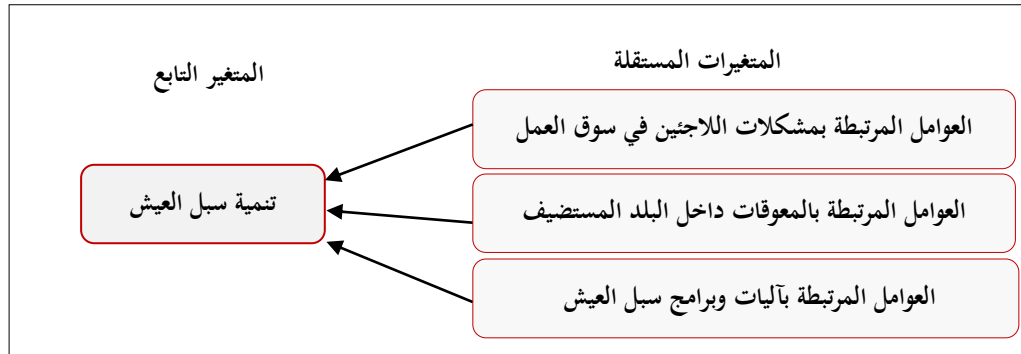 المتغيرات المستقلة
المتغير التابع
العوامل المرتبطة بمشكلات اللاجئين في سوق العمل
العوامل المرتبطة بالمعوقات داخل البلد المستضيف
تنمية سبل العيش
العوامل المرتبطة بآليات وبرامج سبل العيش